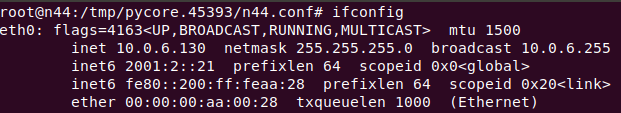 root@n44:/tmp/pycore.45393/n44.conf# ifconfig
eth0: flags=4163<UP,BROADCAST,RUNNING,MULTICAST>  mtu 1500
        inet 10.0.6.130  netmask 255.255.255.0  broadcast 10.0.6.255
        inet6 2001:2::21  prefixlen 64  scopeid 0x0<global>
        inet6 fe80::200:ff:feaa:28  prefixlen 64  scopeid 0x20<link>
        ether 00:00:00:aa:00:28  txqueuelen 1000  (Ethernet)